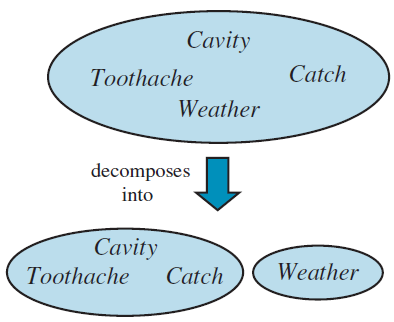 Cavity
Toothache Catch
Weather
decomposes
into
Cavity
Toothache Catch
Weather